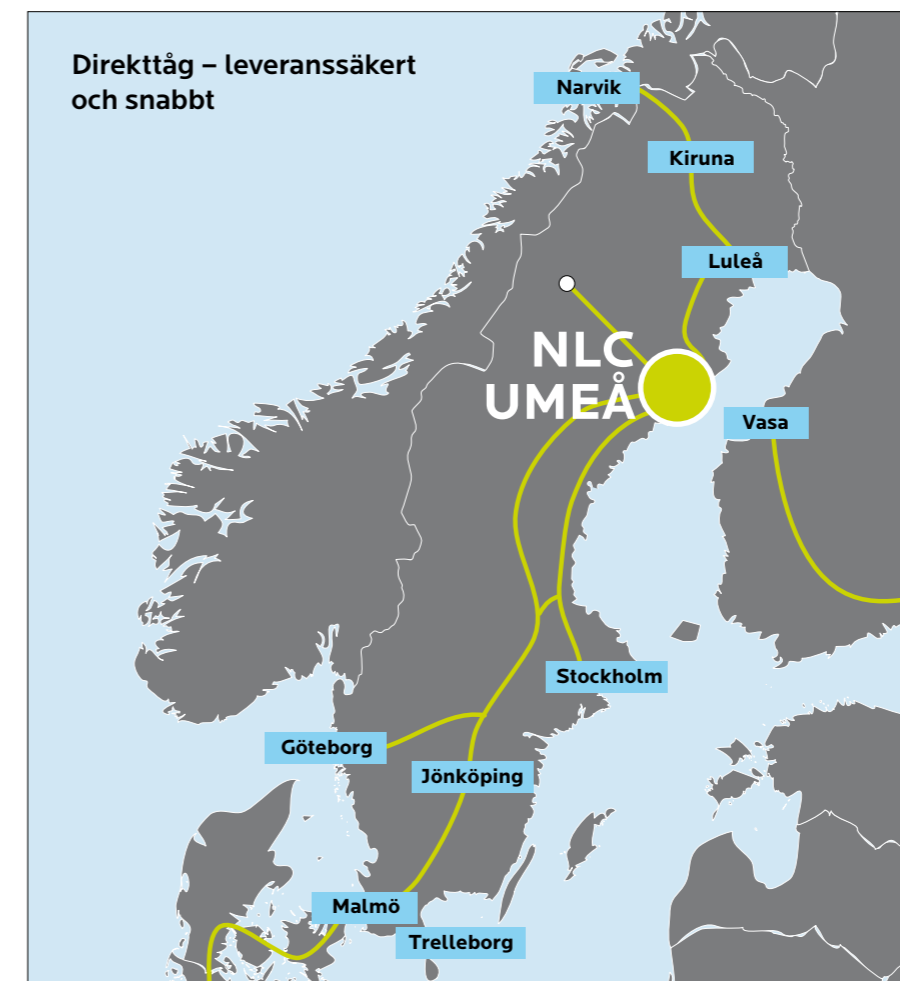 Direkttåg – leveranssäkert
och snabbt
Narvik
Kiruna
Luleå
NLC
UMEÅ
Vasa
Stockholm
Göteborg
Jönköping
Malmö
Trelleborg